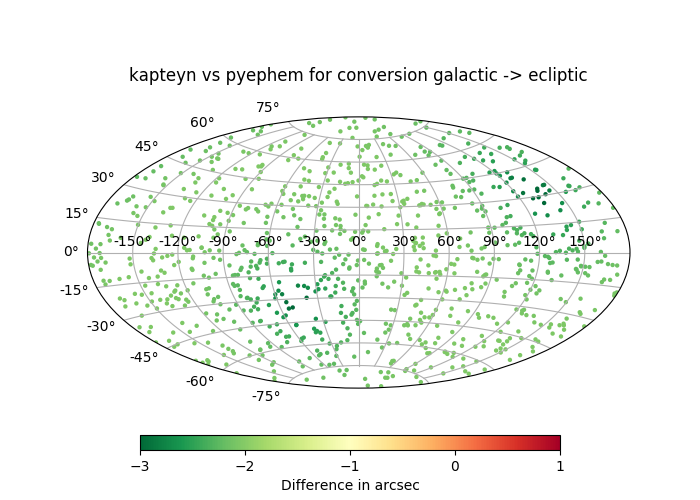 kapteyn vs pyephem for conversion galactic -> ecliptic
75°
60°
45°
30°
15°
-150° -120° -90° -60° -30° 0° 30° 60° 90° 120° 150°
0°
-15°
-30°
-45°
-60°
-75°
−3 −2 −1 0 1
Difference in arcsec